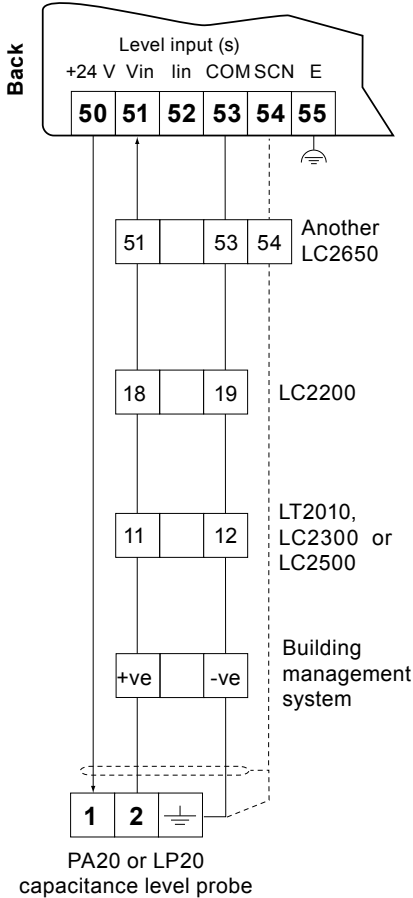 Back
Level input (s)
+24 V Vin Iin COM SCN E
50 51 52 53 54 55
51 53 54
Another
LC2650
18 19
LC2200
11 12
LT2010,
LC2300 or
LC2500
+ve -ve
Building
management
system
1 2
PA20 or LP20
capacitance level probe